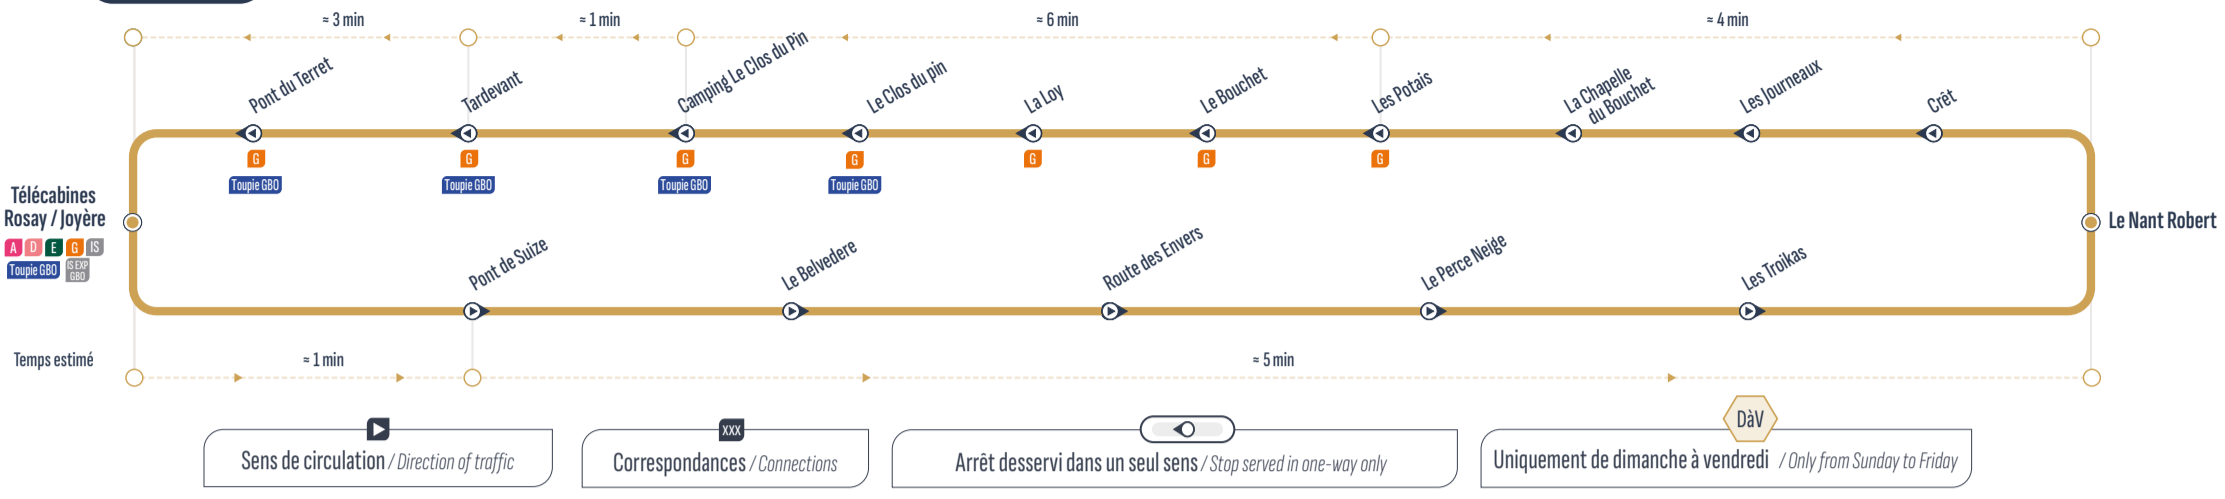 ≈ 3 min
≈ 1 min
≈ 6 min
≈ 4 min
Pont du Terret
Tardevant
Camping Le Clos du Pin
Le Clos du pin
La Loy
Le Bouchet
Les Potais
La Chapelle
du Bouchet
Les Journeaux
Crêt
G
G
G
G
G
G
G
Toupie GBO
Toupie GBO
Toupie GBO
Toupie GBO
Télécabines
Rosay / Joyère
A D E G IS
Toupie GBO
IS EXP
GBO
Le Nant Robert
Pont de Suize
Le Belvedere
Route des Envers
Le Perce Neige
Les Troikas
Temps estimé
≈ 1 min
≈ 5 min
Sens de circulation / Direction of traffic
XXX
Correspondances / Connections
Arrêt desservi dans un seul sens / Stop served in one-way only
DàV
Uniquement de dimanche à vendredi / Only from Sunday to Friday